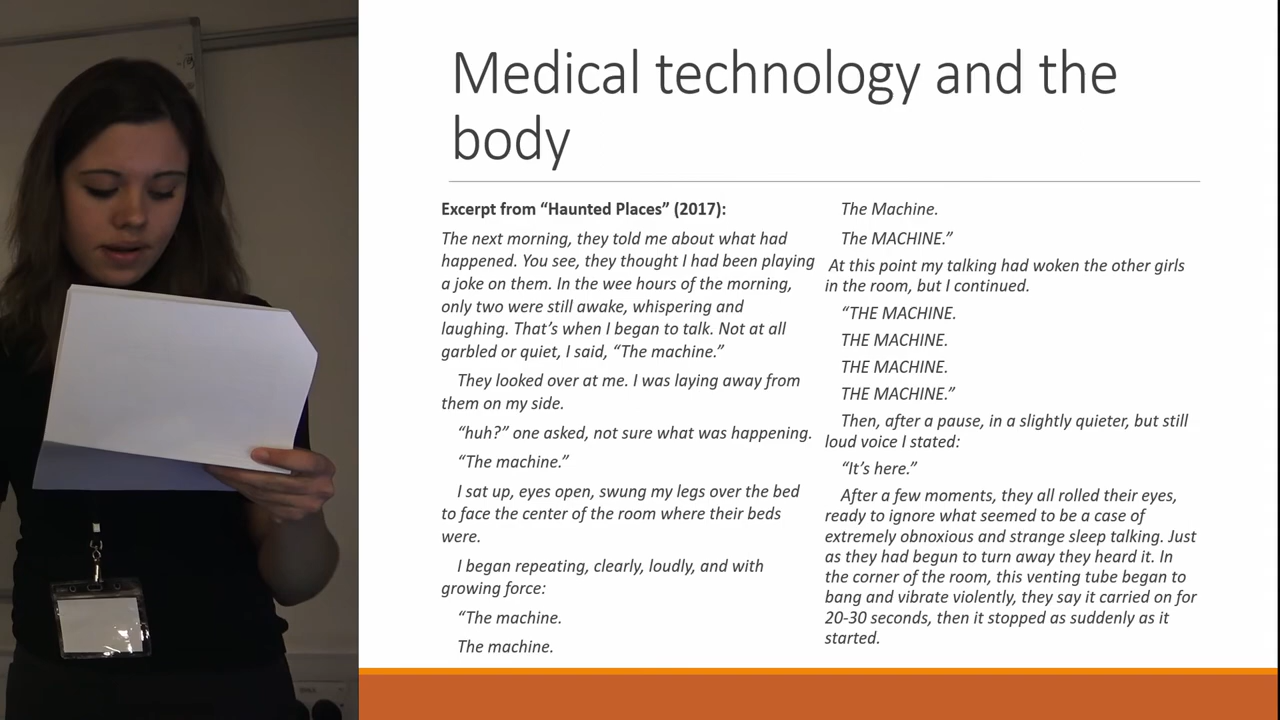 Medical technology and the
body
Excerpt from “Haunted Places” (2017):
The next morning, they told me about what had
happened. You see, they thought I had been playing
a joke on them. In the wee hours of the morning,
only two were still awake, whispering and
laughing. That’s when I began to talk. Not at all
garbled or quiet, I said, “The machine.”
They looked over at me. I was laying away from
them on my side.
“huh?” one asked, not sure what was happening.
“The machine.”
I sat up, eyes open, swung my legs over the bed
to face the center of the room where their beds
were.
I began repeating, clearly, loudly, and with
growing force:
“The machine.
The machine.
The Machine.
The MACHINE.”
At this point my talking had woken the other girls
in the room, but I continued.
“THE MACHINE.
THE MACHINE.
THE MACHINE.
THE MACHINE.”
Then, after a pause, in a slightly quieter, but still
loud voice I stated:
“It’s here.”
After a few moments, they all rolled their eyes,
ready to ignore what seemed to be a case of
extremely obnoxious and strange sleep talking. Just
as they had begun to turn away they heard it. In
the corner of the room, this venting tube began to
bang and vibrate violently, they say it carried on for
20-30 seconds, then it stopped as suddenly as it
started.